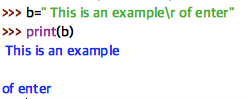 >>> b=" This is an example\r of enter"
>>> print(b)
 This is an example
of enter